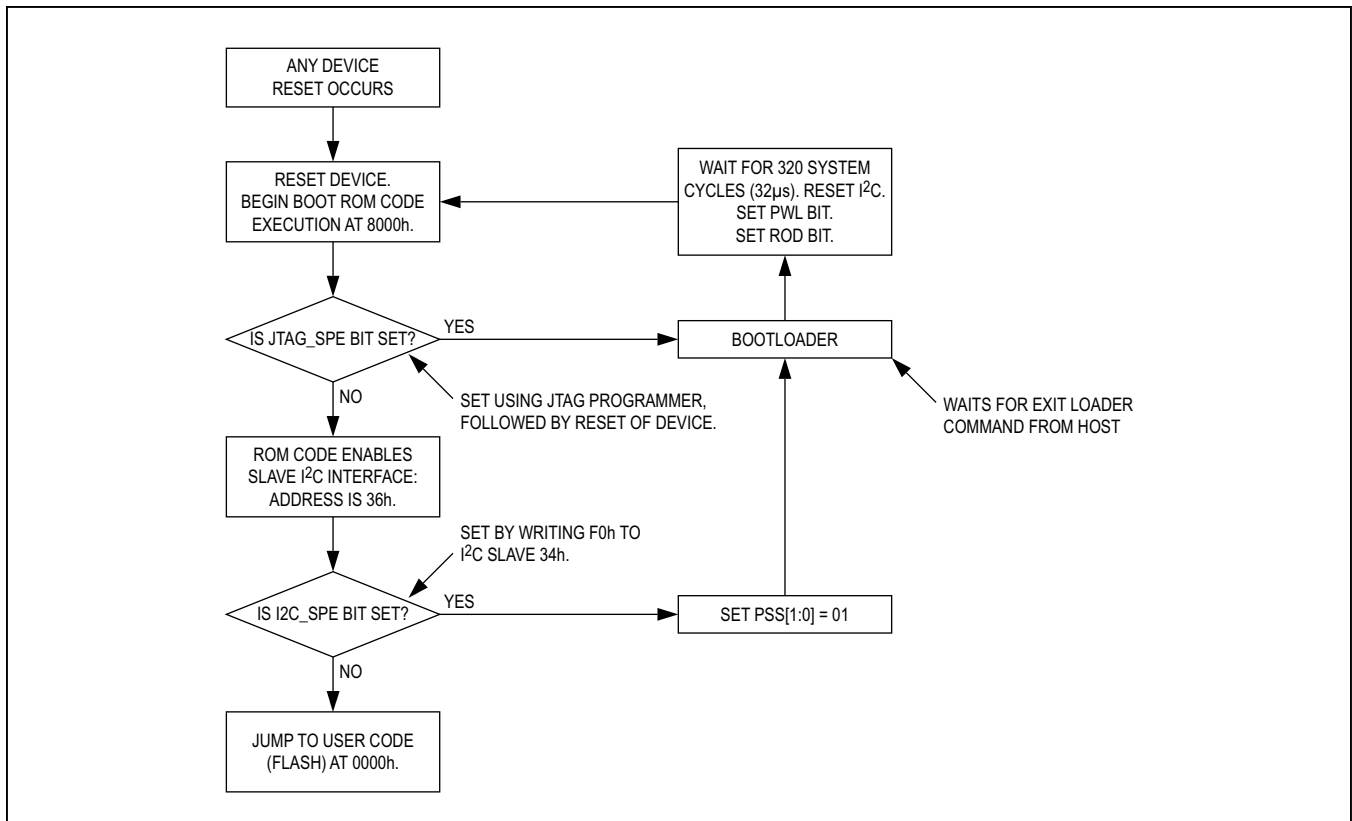 ANY DEVICE
RESET OCCURS
RESET DEVICE.
BEGIN BOOT ROM CODE
EXECUTION AT 8000h.
WAIT FOR 320 SYSTEM
CYCLES (32µs). RESET I²C.
SET PWL BIT.
SET ROD BIT.
IS JTAG_SPE BIT SET?
YES
BOOTLOADER
NO
SET USING JTAG PROGRAMMER,
FOLLOWED BY RESET OF DEVICE.
WAITS FOR EXIT LOADER
COMMAND FROM HOST
ROM CODE ENABLES
SLAVE I²C INTERFACE:
ADDRESS IS 36h.
SET BY WRITING F0h TO
I²C SLAVE 34h.
IS I2C_SPE BIT SET?
YES
SET PSS[1:0] = 01
NO
JUMP TO USER CODE
(FLASH) AT 0000h.